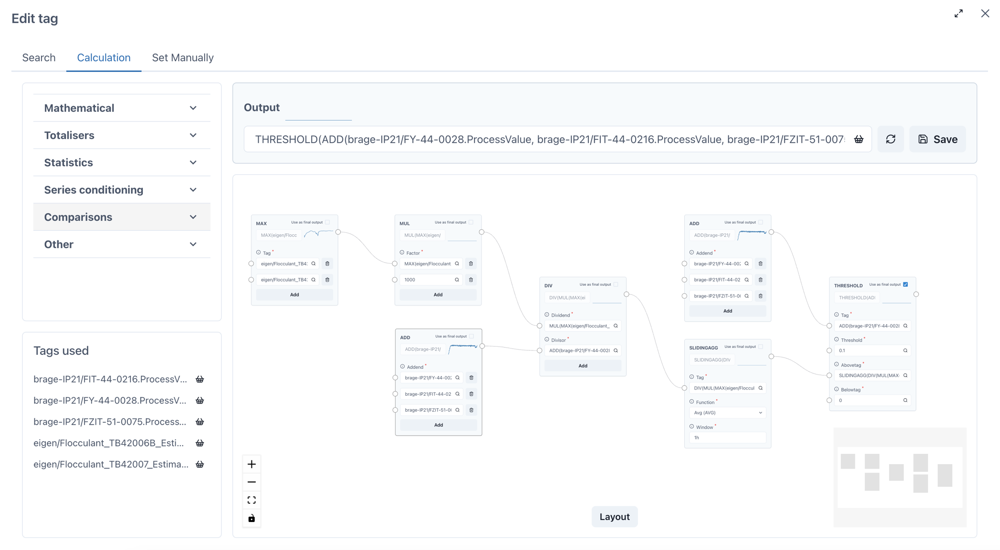 Edit tag
Search
Calculation
Set Manually
Mathematical
Totalisers
Statistics
Series conditioning
Comparisons
Other
Tags used
brage-IP21/FIT-44-0216.ProcessV...
brage-IP21/FY-44-0028.ProcessV...
brage-IP21/FZIT-51-0075.Process...
eigen/Flocculant_TB42006B_Esti...
eigen/Flocculant_TB42007_Estima...
Output
THRESHOLD(ADD(brage-IP21/FY-44-0028.ProcessValue, brage-IP21/FIT-44-0216.ProcessValue, brage-IP21/FZIT-51-007
Save
MAX
Use as final output
MAX(eigen/Flocc
Tag *
eigen/Flocculant_TB4
eigen/Flocculant_TB4
Add
MUL
Use as final output
MUL(MAX(eigen/
Factor *
MAX(eigen/Flocculant
1000
Add
ADD
Use as final output
ADD(brage-IP21/
Addend *
brage-IP21/FY-44-002
brage-IP21/FIT-44-02
brage-IP21/FZIT-51-0
Add
DIV
Use as final output
DIV(MUL(MAX(ei
Dividend *
MUL(MAX(eigen/Flocculant_
Divisor *
ADD(brage-IP21/FY-44-0028
Add
ADD
Use as final output
ADD(brage-IP21/
Addend *
brage-IP21/FY-44-002
brage-IP21/FIT-44-02
brage-IP21/FZIT-51-0
Add
SLIDINGAGG
Use as final output
SLIDINGAGG(DIV
Tag *
DIV(MUL(MAX(eigen/Floccul
Function *
Avg (AVG)
Window *
1h
THRESHOLD
Use as final output
THRESHOLD(AD
Tag *
ADD(brage-IP21/FY-44-0028
Threshold *
0.1
Abovetag *
SLIDINGAGG(DIV(MUL(MAX
Belowtag *
0
Layout